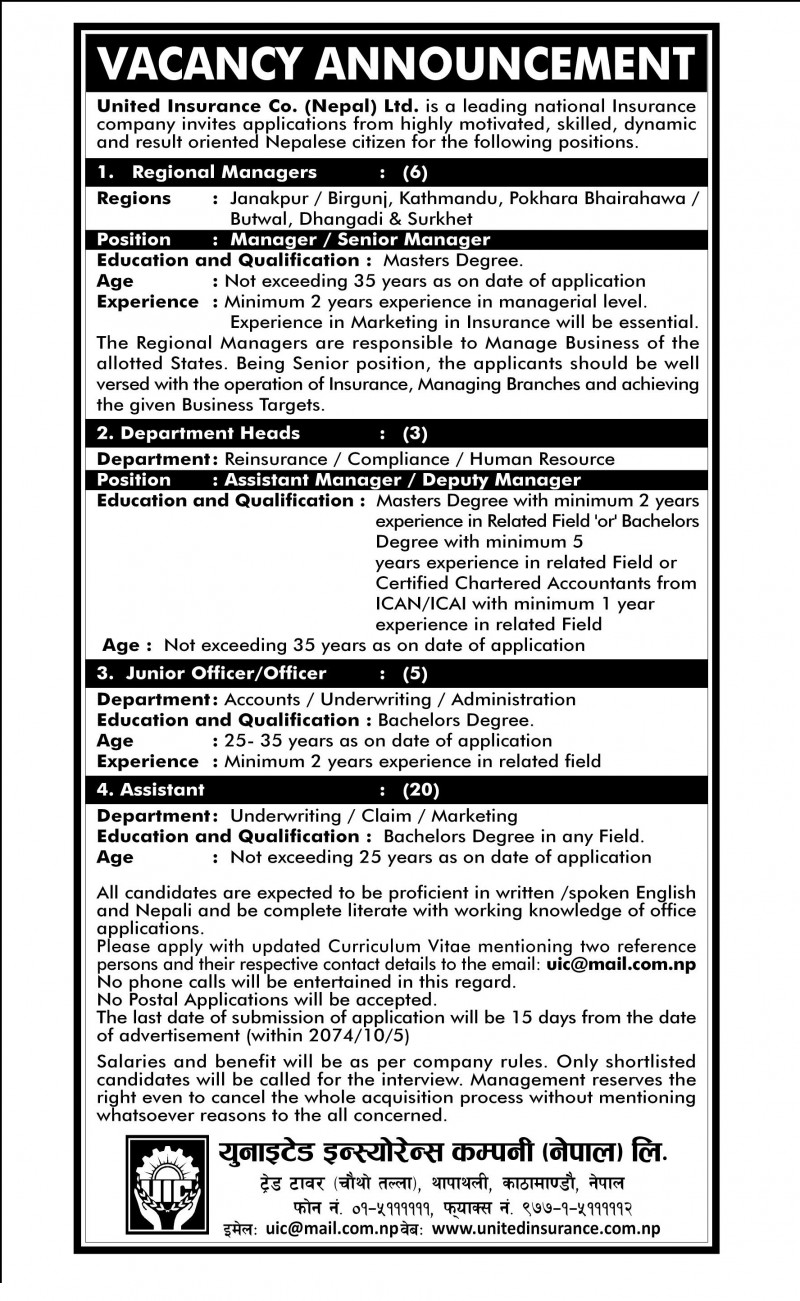 VACANCY ANNOUNCEMENT
United Insurance Co. (Nepal) Ltd. is a leading national Insurance
company invites applications from highly motivated, skilled, dynamic
and result oriented Nepalese citizen for the following positions.
1. Regional Managers : (6)
Regions : Janakpur / Birgunj, Kathmandu, Pokhara Bhairahawa /
Butwal, Dhangadi & Surkhet
Position : Manager / Senior Manager
Education and Qualification : Masters Degree.
Age : Not exceeding 35 years as on date of application
Experience : Minimum 2 years experience in managerial level.
Experience in Marketing in Insurance will be essential.
The Regional Managers are responsible to Manage Business of the
allotted States. Being Senior position, the applicants should be well
versed with the operation of Insurance, Managing Branches and achieving
the given Business Targets.
2. Department Heads : (3)
Department: Reinsurance / Compliance / Human Resource
Position : Assistant Manager / Deputy Manager
Education and Qualification : Masters Degree with minimum 2 years
experience in Related Field 'or' Bachelors
Degree with minimum 5
years experience in related Field or
Certified Chartered Accountants from
ICAN/ICAI with minimum 1 year
experience in related Field
Age : Not exceeding 35 years as on date of application
3. Junior Officer/Officer : (5)
Department: Accounts / Underwriting / Administration
Education and Qualification : Bachelors Degree.
Age : 25- 35 years as on date of application
Experience : Minimum 2 years experience in related field
4. Assistant : (20)
Department: Underwriting / Claim / Marketing
Education and Qualification : Bachelors Degree in any Field.
Age : Not exceeding 25 years as on date of application
All candidates are expected to be proficient in written /spoken English
and Nepali and be complete literate with working knowledge of office
applications.
Please apply with updated Curriculum Vitae mentioning two reference
persons and their respective contact details to the email: uic@mail.com.np
No phone calls will be entertained in this regard.
No Postal Applications will be accepted.
The last date of submission of application will be 15 days from the date
of advertisement (within 2074/10/5)
Salaries and benefit will be as per company rules. Only shortlisted
candidates will be called for the interview. Management reserves the
right even to cancel the whole acquisition process without mentioning
whatsoever reasons to the all concerned.
UIC
युनाइटेड इन्स्योरेन्स कम्पनी (नेपाल) लि.
ट्रेड टावर (चौथो तल्ला), थापाथली, काठमाण्डौ, नेपाल
फोन नं. ०१-५१११११११, फ्याक्स नं. ९७७-१-५११११११२
इमेल: uic@mail.com.npवेब: www.unitedinsurance.com.np